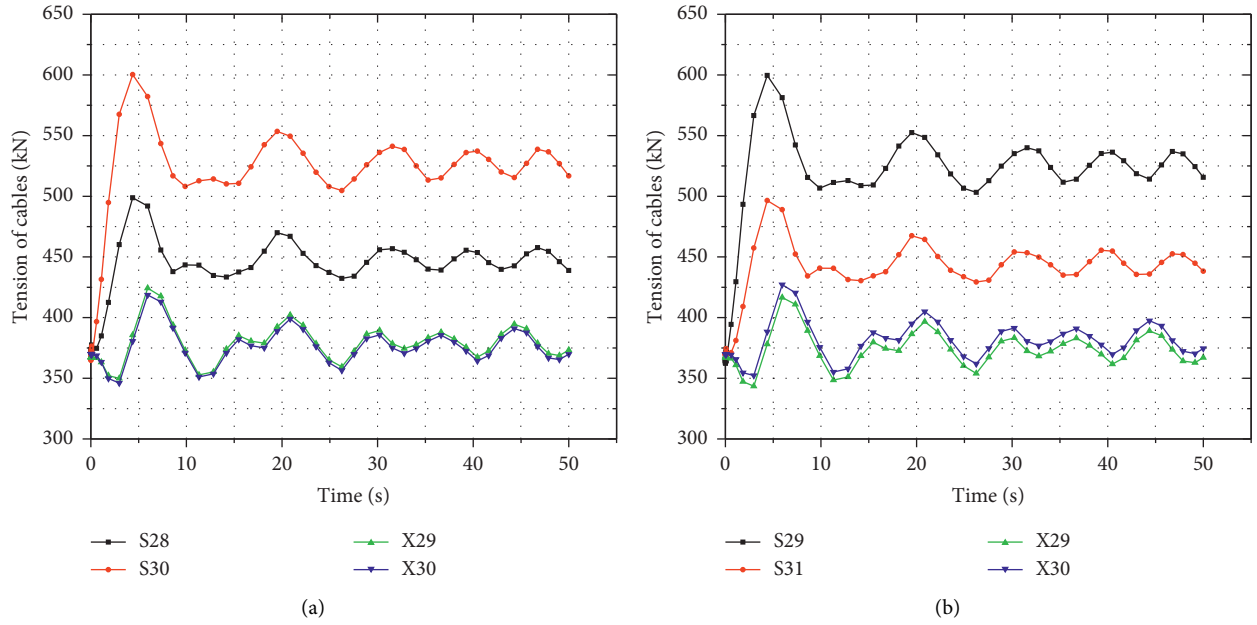 650
600
550
500
450
400
350
300
Tension of cables (kN)
0 10 20 30 40 50
Time (s)
S28 X29
S30 X30
(a)
650
600
550
500
450
400
350
300
Tension of cables (kN)
0 10 20 30 40 50
Time (s)
S29 X29
S31 X30
(b)